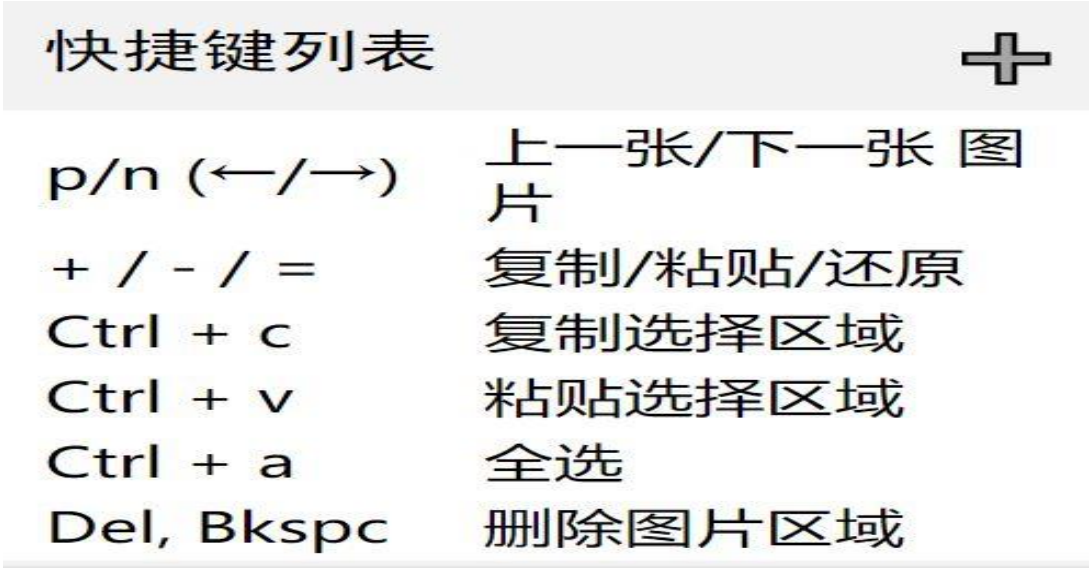 快捷键列表
p/n (←/→) 上一张/下一张 图
片
+ / - / = 复制/粘贴/还原
Ctrl + c 复制选择区域
Ctrl + v 粘贴选择区域
Ctrl + a 全选
Del, Bkspc 删除图片区域